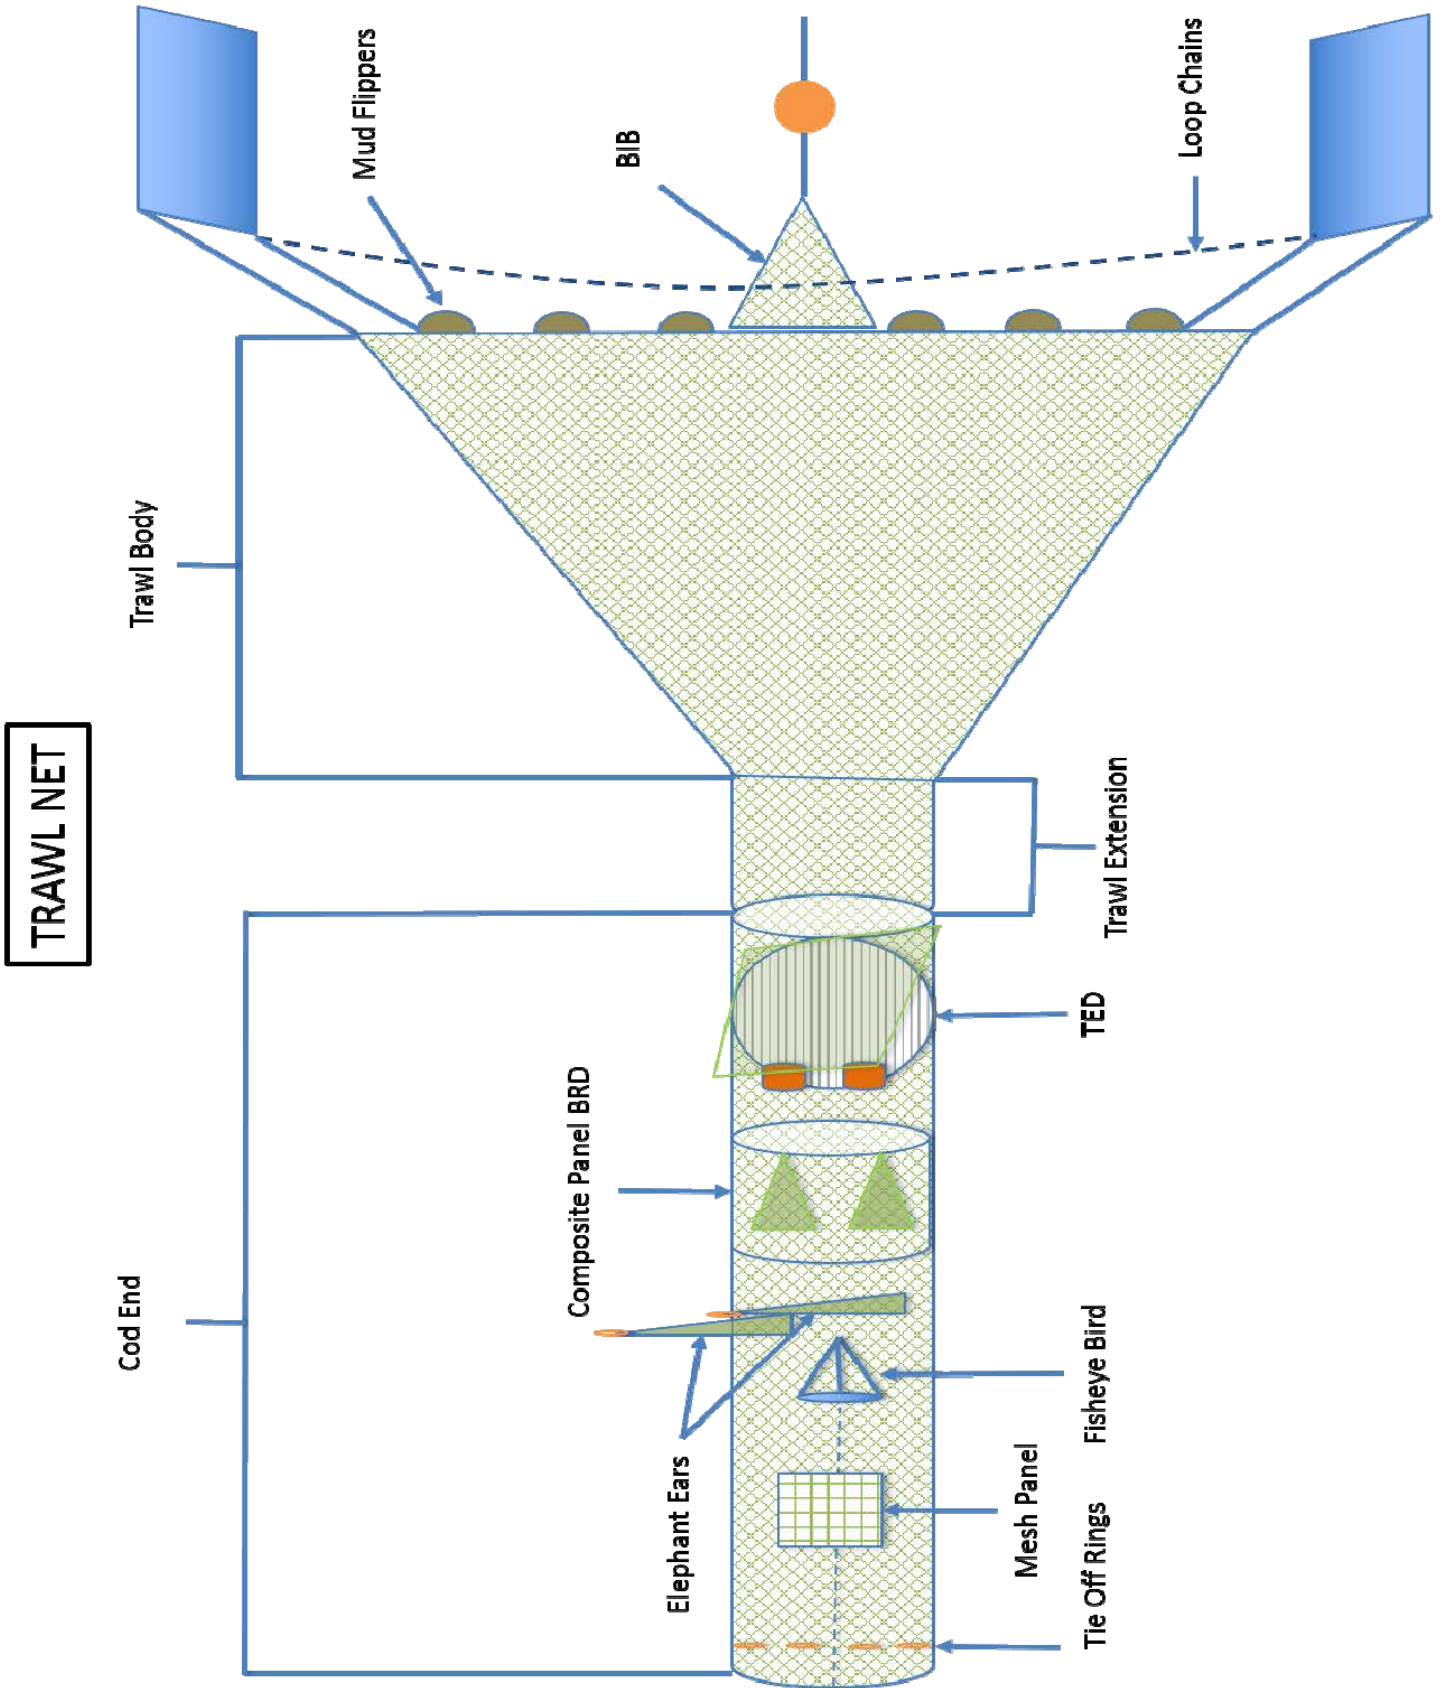 TRAWL NET
Cod End
Trawl Body
Mud Flippers
Composite Panel BRD
BIB
Elephant Ears
Mesh Panel
Tie Off Rings
Fisheye Bird
TED
Trawl Extension
Loop Chains